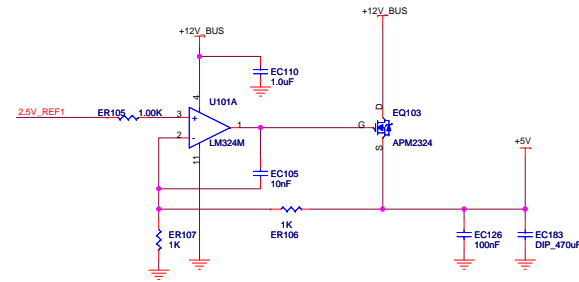 +12V_BUS
+12V_BUS
EC110
1.0uF
U101A
2.5V_REF1
ER105
1.00K
3
4
+
1
2
-
11
LM324M
D
G
S
EQ103
APM2324
EC105
10nF
+5V
1K
ER106
ER107
1K
EC126
100nF
EC183
DIP_470uF